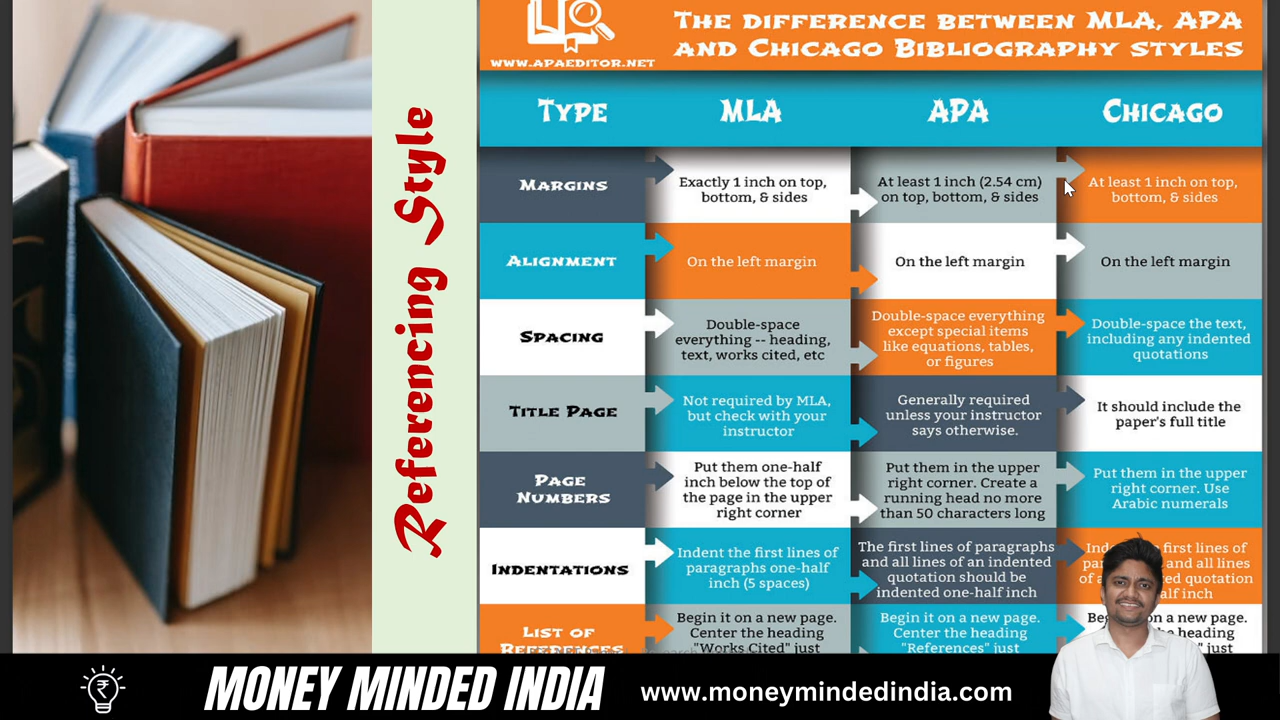 Referencing Style
WWW.APAEDITOR.NET
THE DIFFERENCE BETWEEN MLA, APA
AND CHICAGO BIBLIOGRAPHY STYLES
TYPE
MLA
APA
CHICAGO
MARGINS
Exactly 1 inch on top,
bottom, & sides
At least 1 inch (2.54 cm)
on top, bottom, & sides
At least 1 inch on top,
bottom, & sides
ALIGNMENT
On the left margin
On the left margin
On the left margin
SPACING
Double-space
everything -- heading,
text, works cited, etc
Double-space everything
except special items
like equations, tables,
or figures
Double-space the text,
including any indented
quotations
TITLE PAGE
Not required by MLA,
but check with your
instructor
Generally required
unless your instructor
says otherwise.
It should include the
paper's full title
PAGE
NUMBERS
Put them one-half
inch below the top of
the page in the upper
right corner
Put them in the upper
right corner. Create a
running head no more
than 50 characters long
Put them in the upper
right corner. Use
Arabic numerals
INDENTATIONS
Indent the first lines of
paragraphs one-half
inch (5 spaces)
The first lines of paragraphs
and all lines of an indented
quotation should be
indented one-half inch
first lines of
and all lines
of quotation
half inch
LIST OF
REFERENCES
Begin it on a new page.
Center the heading
"Works Cited" just
Begin it on a new page.
Center the heading
"References" just
new page.
heading
" just
MONEY MINDED INDIA
www.moneymindedindia.com